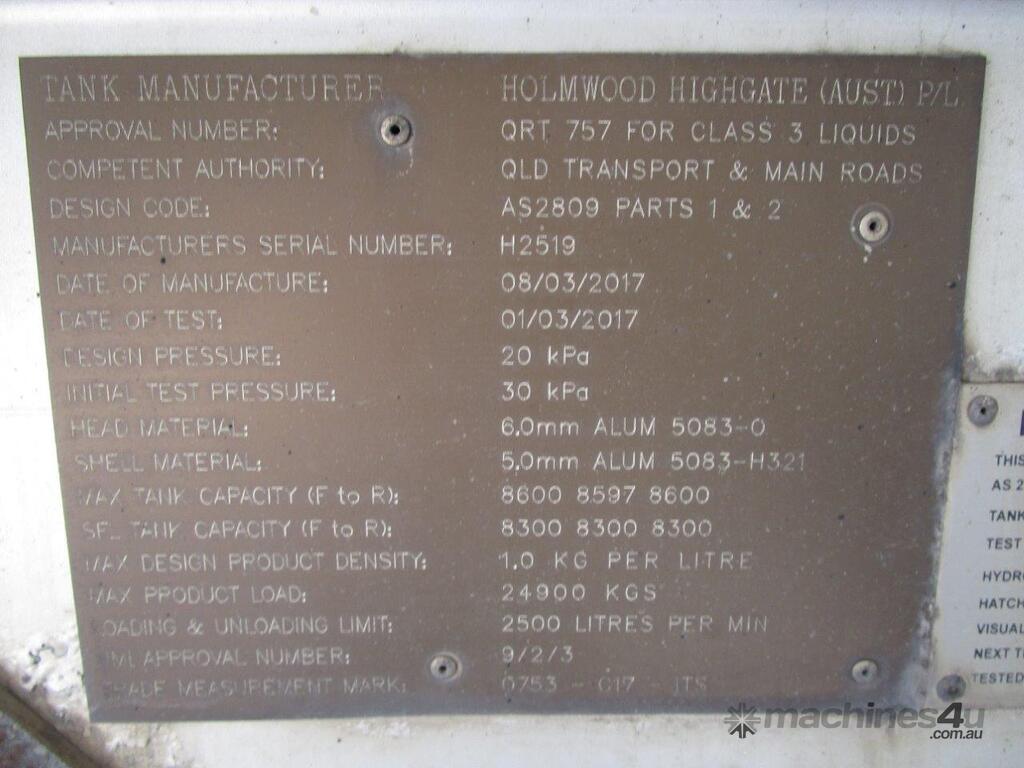 TANK MANUFACTURER HOLMWOOD HIGHGATE (AUST) P/L
APPROVAL NUMBER: QRT 757 FOR CLASS 3 LIQUIDS
COMPETENT AUTHORITY: QLD TRANSPORT & MAIN ROADS
DESIGN CODE: AS2809 PARTS 1 & 2
MANUFACTURERS SERIAL NUMBER: H2519
DATE OF MANUFACTURE: 08/03/2017
DATE OF TEST: 01/03/2017
DESIGN PRESSURE: 20 kPa
INITIAL TEST PRESSURE: 30 kPa
HEAD MATERIAL: 6.0mm ALUM 5083-0
SHELL MATERIAL: 5.0mm ALUM 5083-H321
MAX TANK CAPACITY (F to R): 8600 8597 8600
SFL TANK CAPACITY (F to R): 8300 8300 8300
MAX DESIGN PRODUCT DENSITY: 1.0 KG PER LITRE
MAX PRODUCT LOAD: 24900 KGS
LOADING & UNLOADING LIMIT: 2500 LITRES PER MIN
APPROVAL NUMBER: 9/2/3
TRADE MEASUREMENT MARK: 0753 - G17 - JTS
THIS
AS 2
TANK
TEST
HYDRO
HATCH
VISUAL
NEXT T
TESTED
machines4u
.com.au